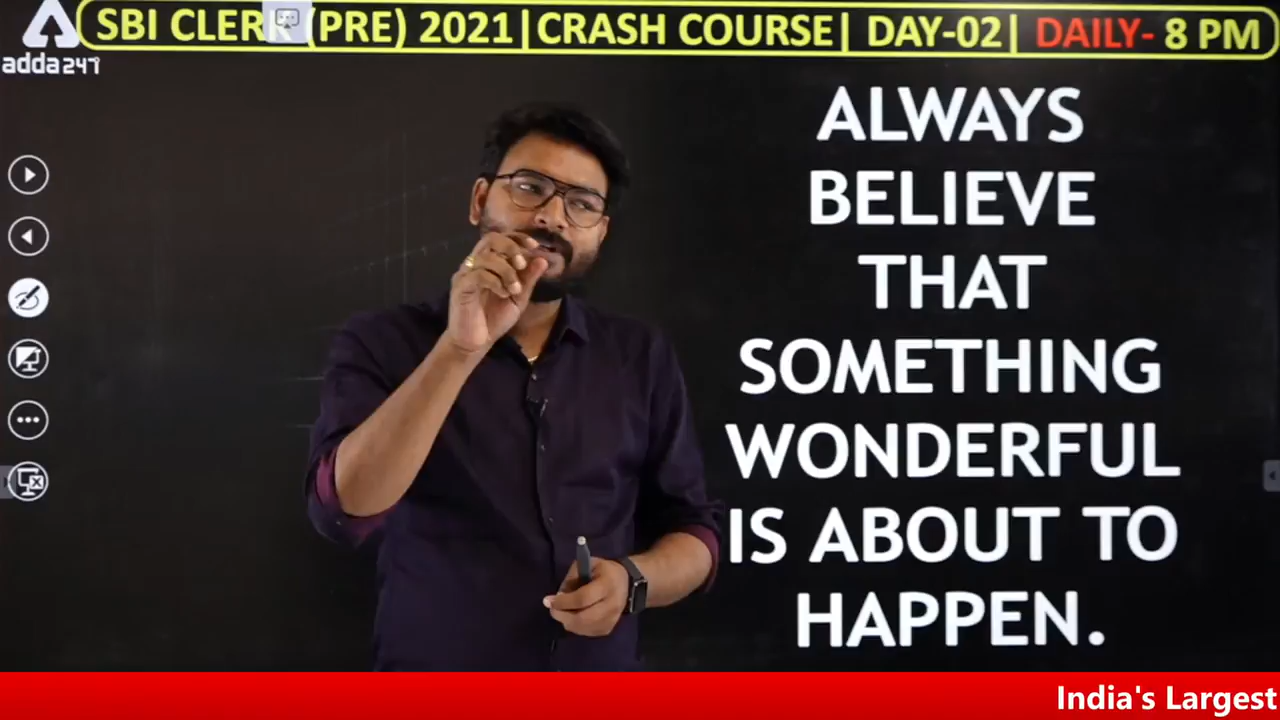 SBI CLERK (PRE) 2021|CRASH COURSE| DAY-02| DAILY- 8 PM
adda247
ALWAYS
BELIEVE
THAT
SOMETHING
WONDERFUL
IS ABOUT TO
HAPPEN.
India's Largest